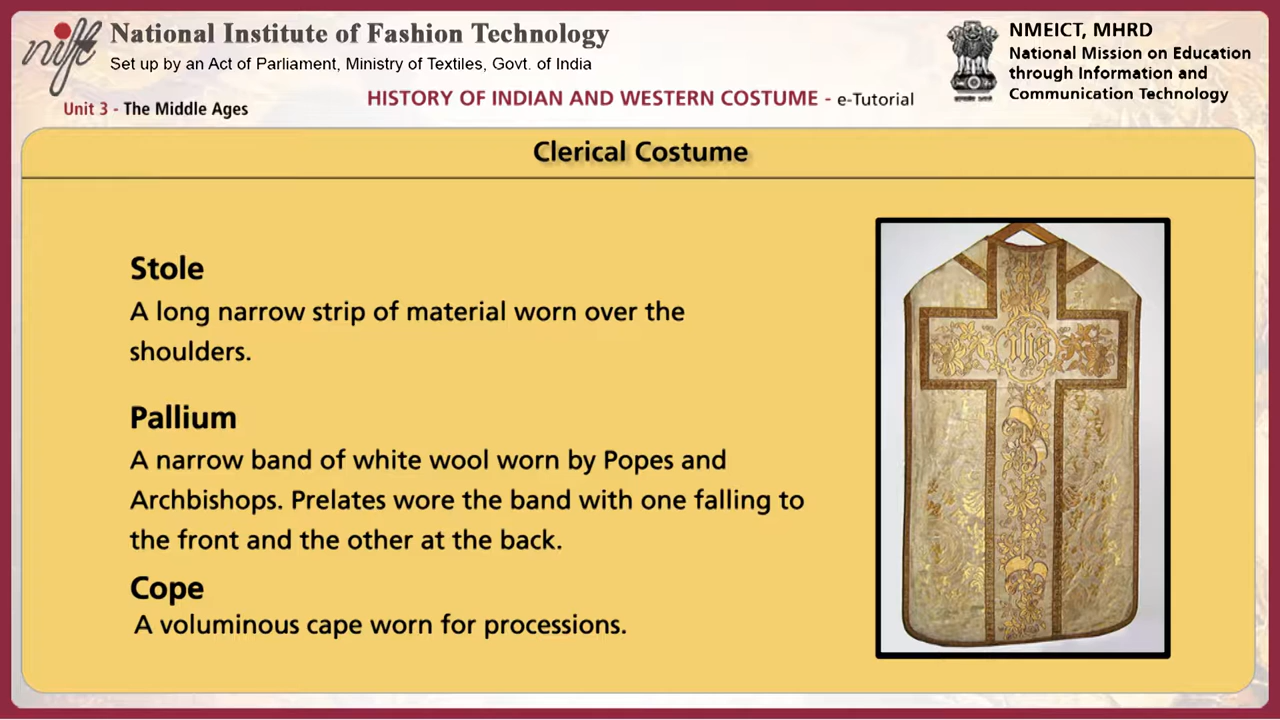 nift
National Institute of Fashion Technology
Set up by an Act of Parliament, Ministry of Textiles, Govt. of India
NMEICT, MHRD
National Mission on Education
through Information and
Communication Technology
Unit 3 - The Middle Ages
HISTORY OF INDIAN AND WESTERN COSTUME - e-Tutorial
Clerical Costume
Stole
A long narrow strip of material worn over the
shoulders.
Pallium
A narrow band of white wool worn by Popes and
Archbishops. Prelates wore the band with one falling to
the front and the other at the back.
Cope
A voluminous cape worn for processions.
ihs